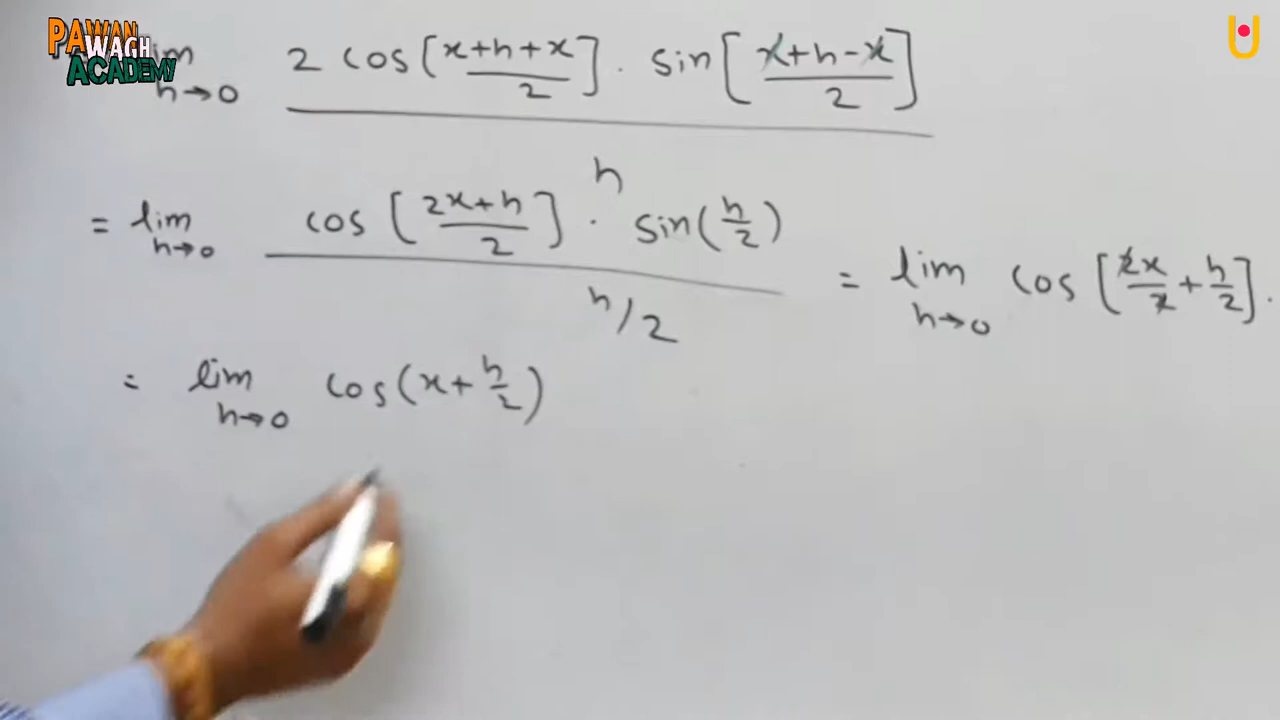 PAWAN
WAGH
ACADEMY
lim h→0 2 cos[x+h+x/2] . sin[x+h-x/2]
h
= lim h→0 cos[2x+h/2] . sin(h/2)
h/2
= lim h→0 cos[2x/2 + h/2] .
= lim h→0 cos(x+h/2)